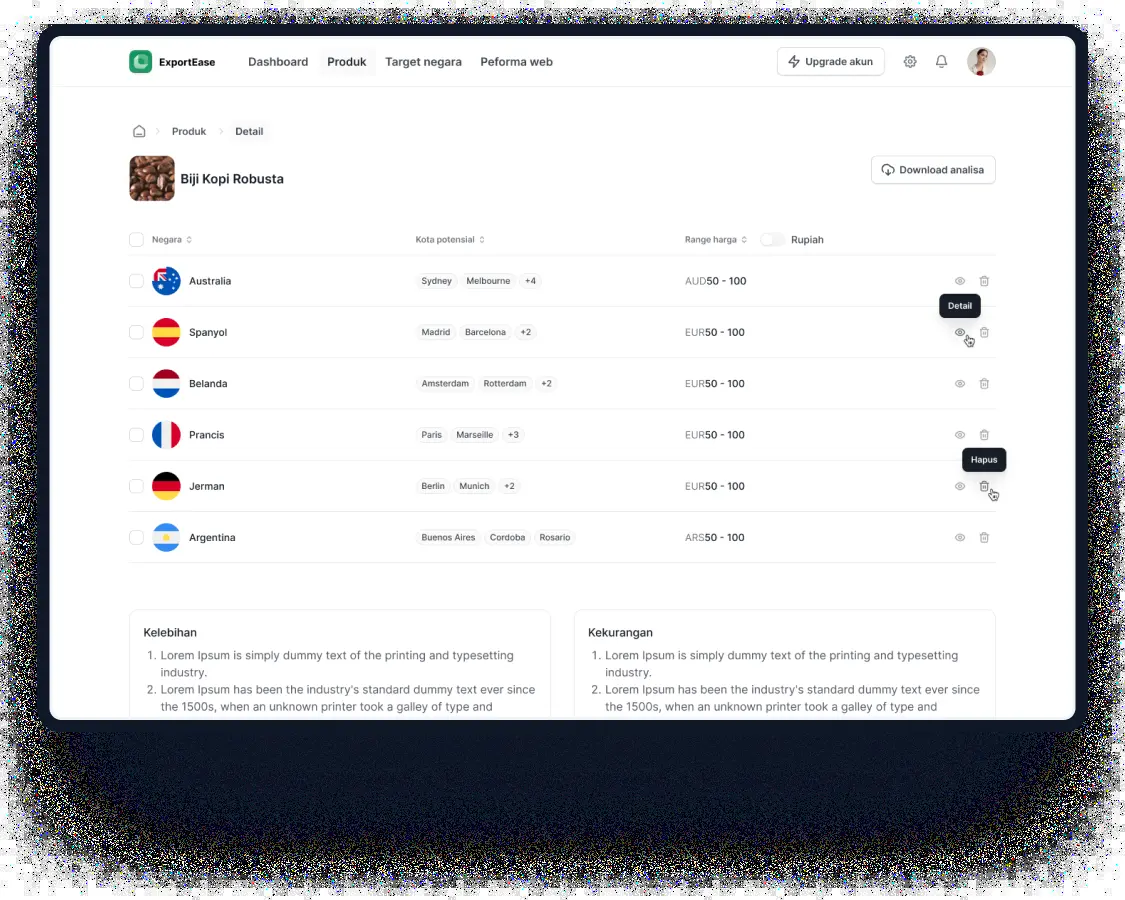 ExportEase Dashboard Produk Target negara Peforma web Upgrade akun
Produk Detail
Biji Kopi Robusta Download analisa
Negara Kota potensial Range harga Rupiah
Australia Sydney Melbourne +4 AUD50 - 100
Detail
Spanyol Madrid Barcelona +2 EUR50 - 100
Belanda Amsterdam Rotterdam +2 EUR50 - 100
Prancis Paris Marseille +3 EUR50 - 100
Hapus
Jerman Berlin Munich +2 EUR50 - 100
Argentina Buenos Aires Cordoba Rosario ARS50 - 100
Kelebihan
1. Lorem Ipsum is simply dummy text of the printing and typesetting
industry.
2. Lorem Ipsum has been the industry's standard dummy text ever since
the 1500s, when an unknown printer took a galley of type and
Kekurangan
1. Lorem Ipsum is simply dummy text of the printing and typesetting
industry.
2. Lorem Ipsum has been the industry's standard dummy text ever since
the 1500s, when an unknown printer took a galley of type and